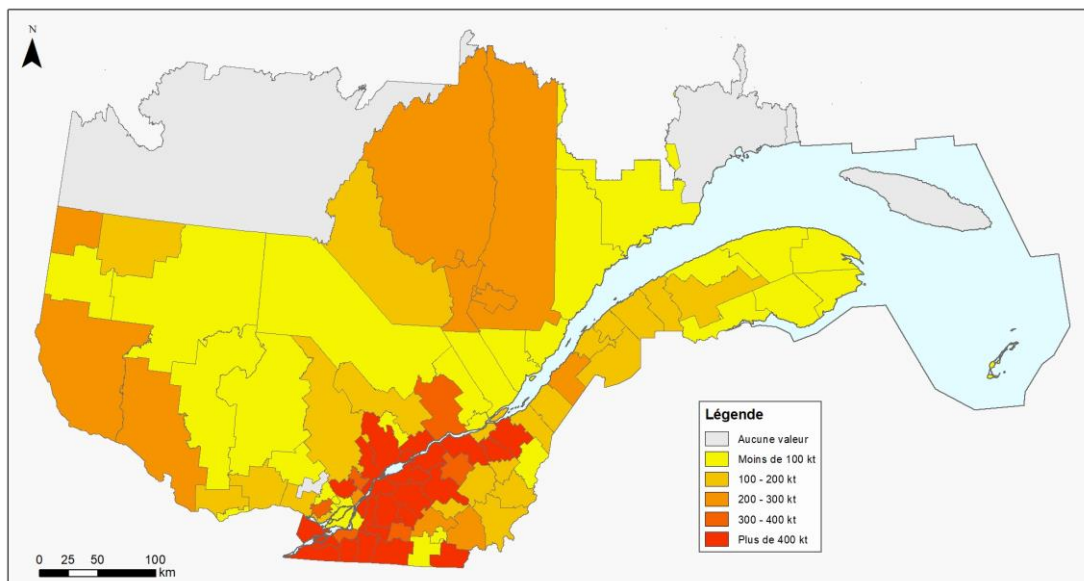 N
Légende
Aucune valeur
Moins de 100 kt
100 - 200 kt
200 - 300 kt
300 - 400 kt
Plus de 400 kt
0 25 50 100
km